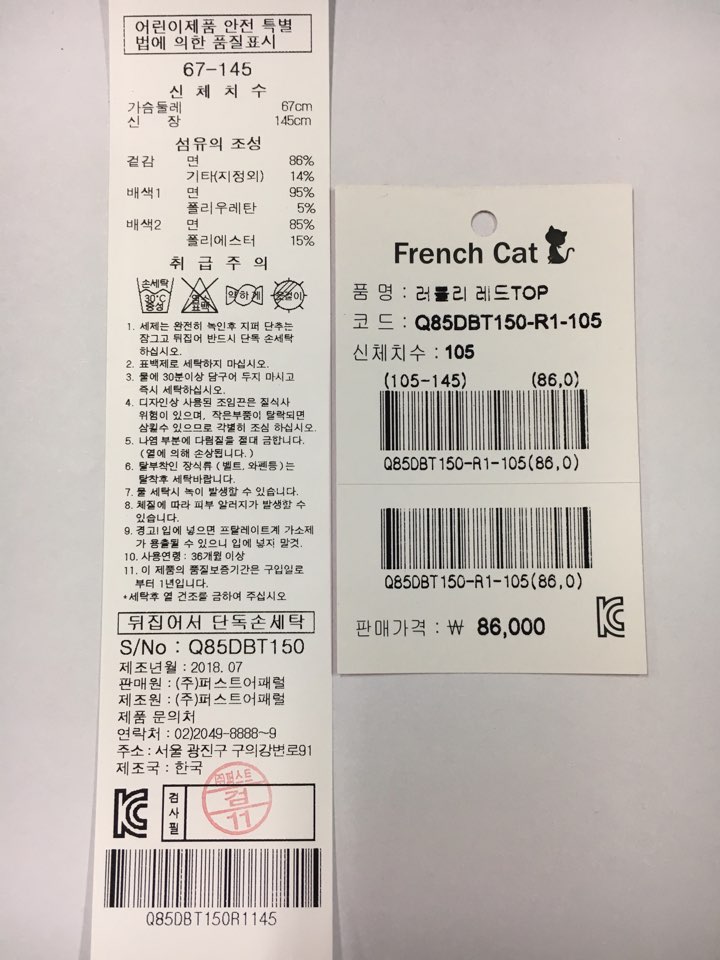 어린이제품 안전 특별
법에 의한 품질표시
67-145
신 체 치 수
가슴둘레 67cm
신 장 145cm
섬유의 조성
겉감 면 86%
기타(지정외) 14%
배색1 면 95%
폴리우레탄 5%
배색2 면 85%
폴리에스터 15%
취 급 주 의
손세탁
30°C
중성
염소
표백
약하게
옷걸이
1. 세제는 완전히 녹인후 지퍼 단추는
잠그고 뒤집어 반드시 단독 손세탁
하십시오.
2. 표백제로 세탁하지 마십시오.
3. 물에 30분이상 담구어 두지 마시고
즉시 세탁하십시오.
4. 디자인상 사용된 조임끈은 질식사
위험이 있으며, 작은부품이 탈락되면
삼킬수 있으므로 각별히 조심 하십시오.
5. 나염 부분에 다림질을 절대 금합니다.
(열에 의해 손상됩니다.)
6. 탈부착인 장식류 (벨트, 와펜등)는
탈착후 세탁바랍니다.
7. 물 세탁시 녹이 발생할 수 있습니다.
8. 체질에 따라 피부 알러지가 발생할 수
있습니다.
9. 경고! 입에 넣으면 프탈레이트계 가소제
가 용출될 수 있으니 입에 넣지 말것.
10. 사용연령 : 36개월 이상
11. 이 제품의 품질보증기간은 구입일로
부터 1년입니다.
*세탁후 열 건조를 금하여 주십시오
뒤집어서 단독손세탁
S/No : Q85DBT150
제조년월 : 2018. 07
판매원 : (주)퍼스트어패럴
제조원 : (주)퍼스트어패럴
제품 문의처
연락처 : 02)2049-8888~9
주소 : 서울 광진구 구의강변로91
제조국 : 한국
KC
검사필
㈜퍼스트
검
11
Q85DBT150R1145
French Cat
품 명 : 러블리 레드TOP
코 드 : Q85DBT150-R1-105
신체치수 : 105
(105-145) (86,0)
Q85DBT150-R1-105(86,0)
Q85DBT150-R1-105(86,0)
판매가격 : ₩ 86,000
KC